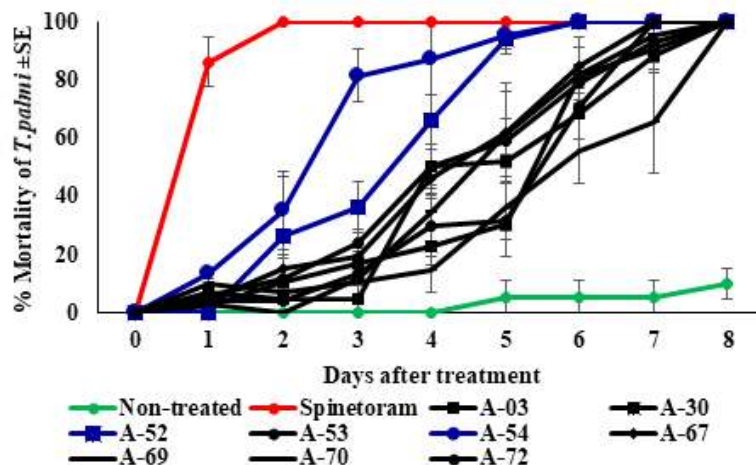 % Mortality of T.palmi ±SE
100
80
60
40
20
0
0 1 2 3 4 5 6 7 8
Days after treatment
Non-treated Spinetoram A-03 A-30
A-52 A-53 A-54 A-67
A-69 A-70 A-72